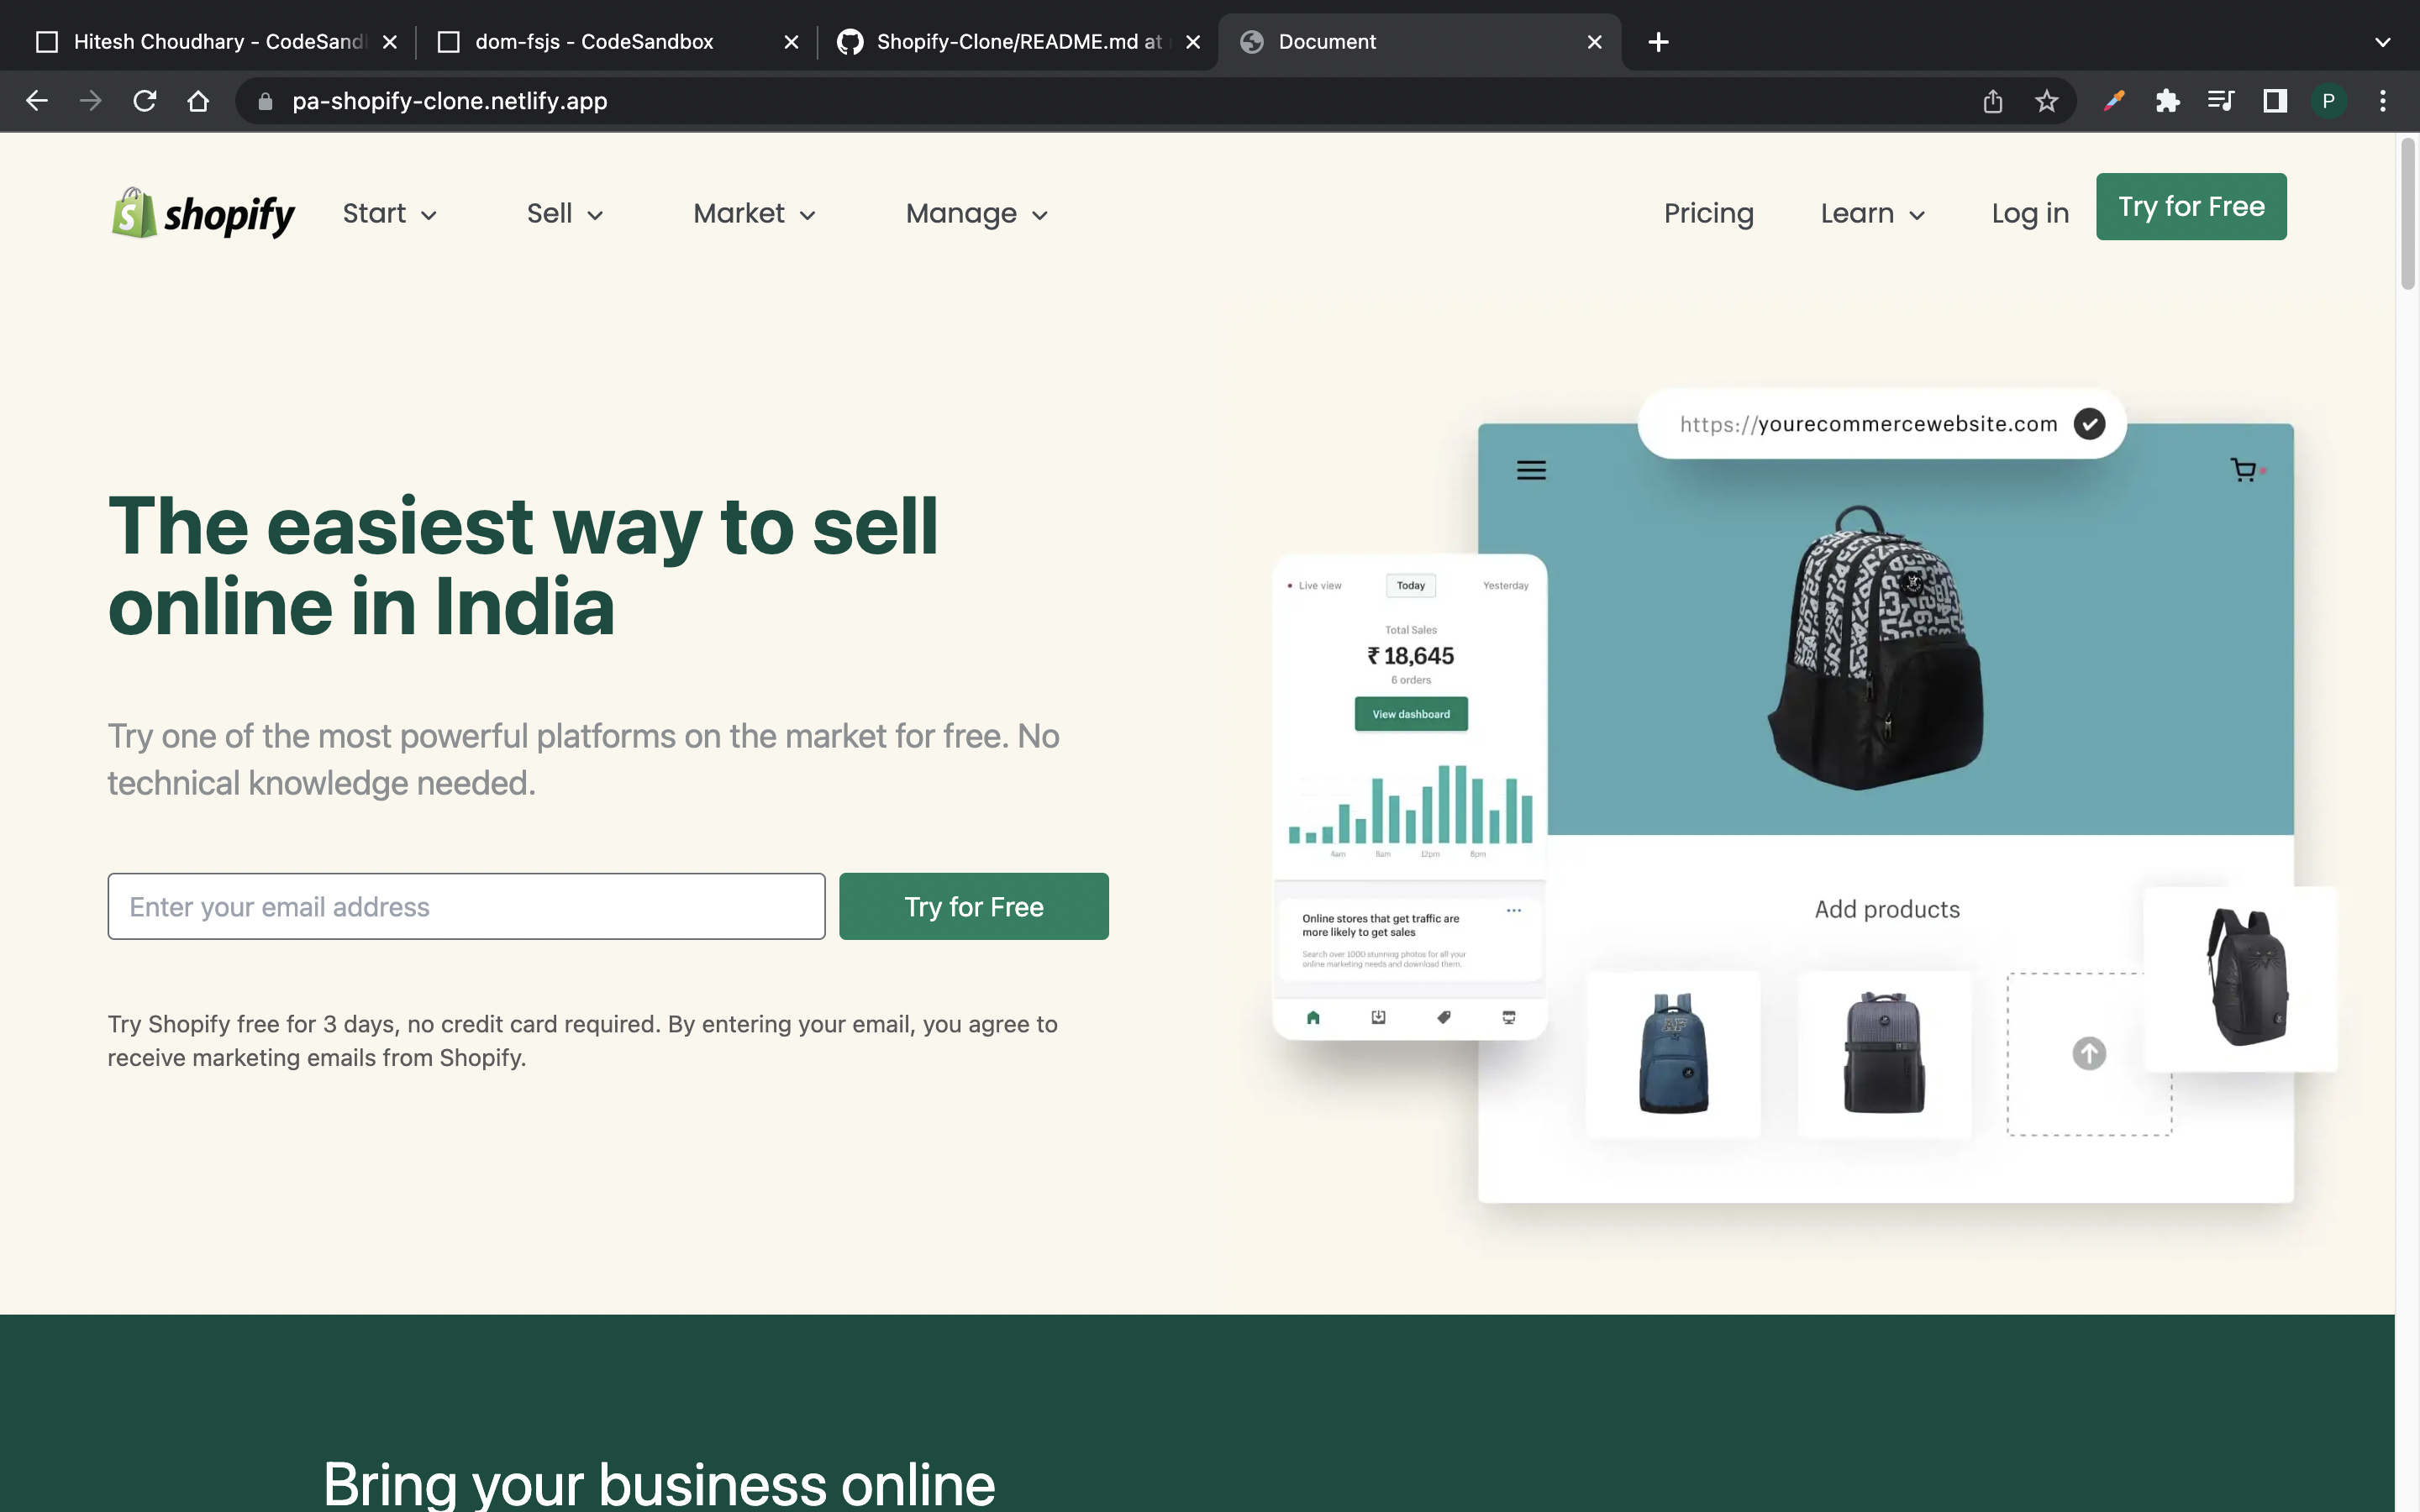 Hitesh Choudhary - CodeSand
dom-fsjs - CodeSandbox
Shopify-Clone/README.md at
Document
pa-shopify-clone.netlify.app
P
shopify
Start
Sell
Market
Manage
Pricing
Learn
Log in
Try for Free
The easiest way to sell
online in India
Try one of the most powerful platforms on the market for free. No
technical knowledge needed.
Enter your email address
Try for Free
Try Shopify free for 3 days, no credit card required. By entering your email, you agree to
receive marketing emails from Shopify.
https://yourecommercewebsite.com
Live view
Today
Yesterday
Total Sales
₹ 18,645
6 orders
View dashboard
4am
8am
12pm
8pm
Online stores that get traffic are
more likely to get sales
Search over 1000 stunning photos for all your
online marketing needs and download them.
Add products
AF
Bring your business online